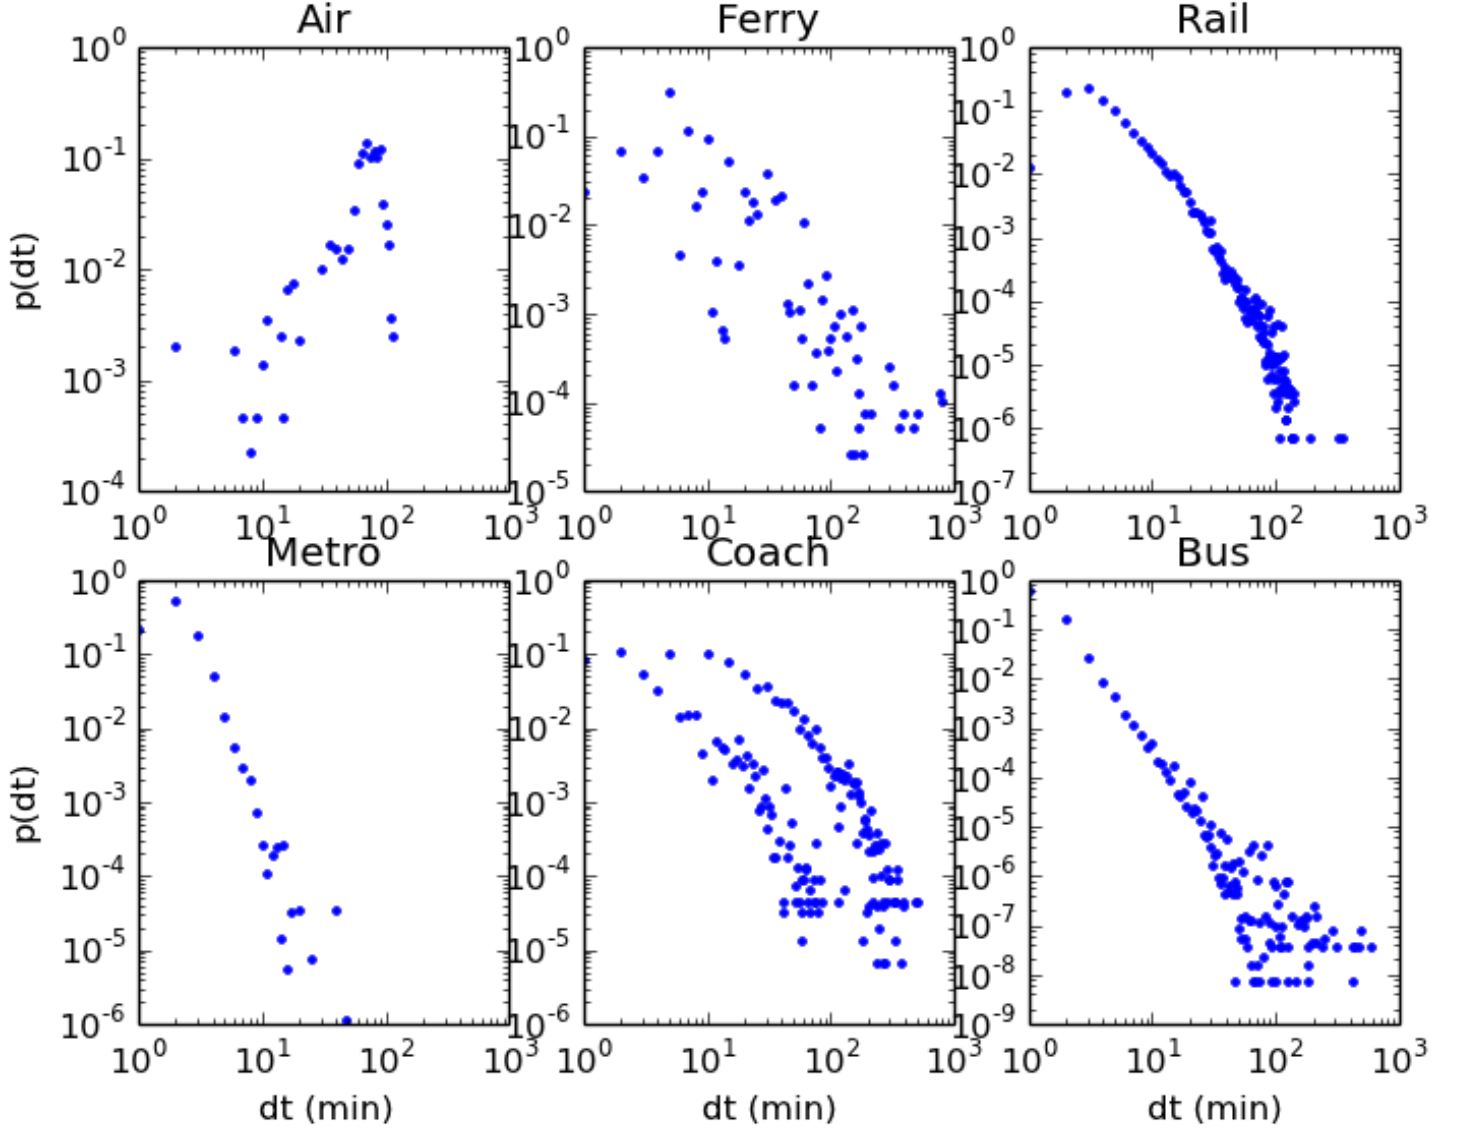 Air Ferry Rail
p(dt)
10^0 10^-1 10^-2 10^-3 10^-4
10^0 10^1 10^2 10^3
10^0 10^-1 10^-2 10^-3 10^-4 10^-5
10^0 10^1 10^2 10^3
10^0 10^-1 10^-2 10^-3 10^-4 10^-5 10^-6 10^-7
10^0 10^1 10^2 10^3
Metro Coach Bus
p(dt)
10^0 10^-1 10^-2 10^-3 10^-4 10^-5 10^-6
10^0 10^1 10^2 10^3
10^0 10^-1 10^-2 10^-3 10^-4 10^-5 10^-6
10^0 10^1 10^2 10^3
10^0 10^-1 10^-2 10^-3 10^-4 10^-5 10^-6 10^-7 10^-8 10^-9
10^0 10^1 10^2 10^3
dt (min) dt (min) dt (min)